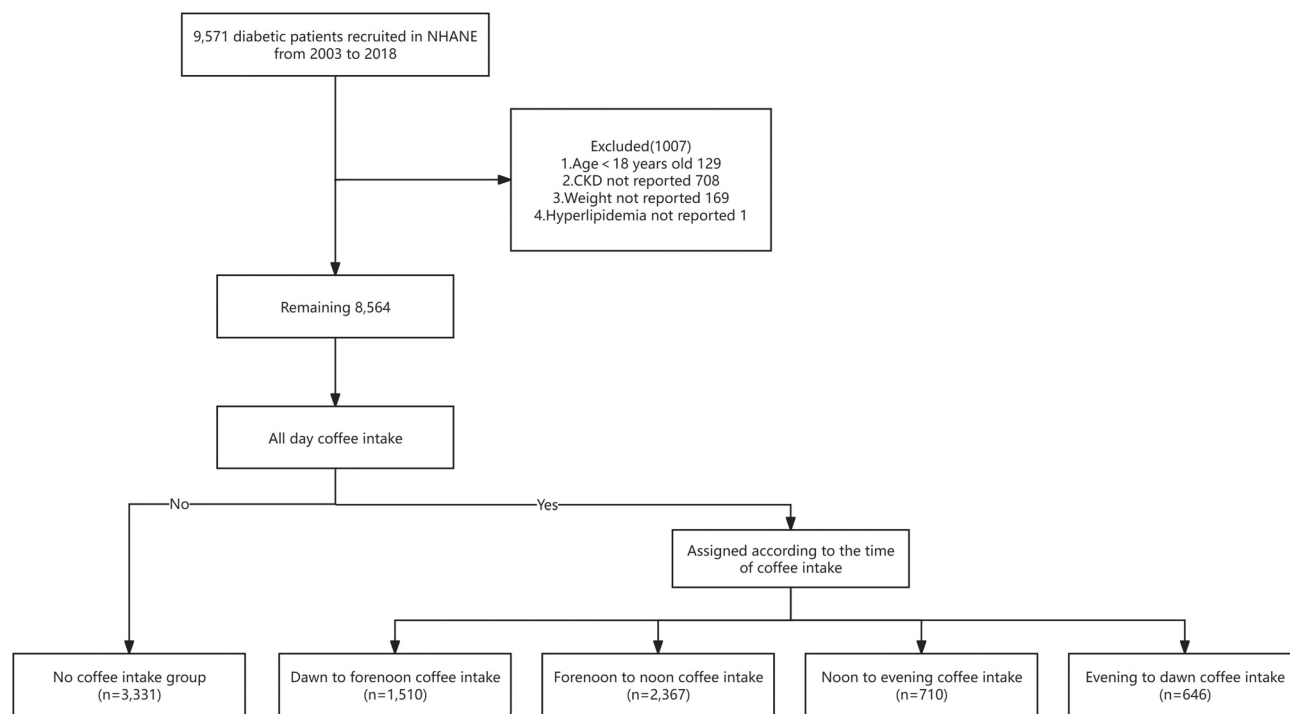 9,571 diabetic patients recruited in NHANE
from 2003 to 2018
Excluded(1007)
1.Age < 18 years old 129
2.CKD not reported 708
3.Weight not reported 169
4.Hyperlipidemia not reported 1
Remaining 8,564
All day coffee intake
No
Yes
Assigned according to the time
of coffee intake
No coffee intake group
(n=3,331)
Dawn to forenoon coffee intake
(n=1,510)
Forenoon to noon coffee intake
(n=2,367)
Noon to evening coffee intake
(n=710)
Evening to dawn coffee intake
(n=646)